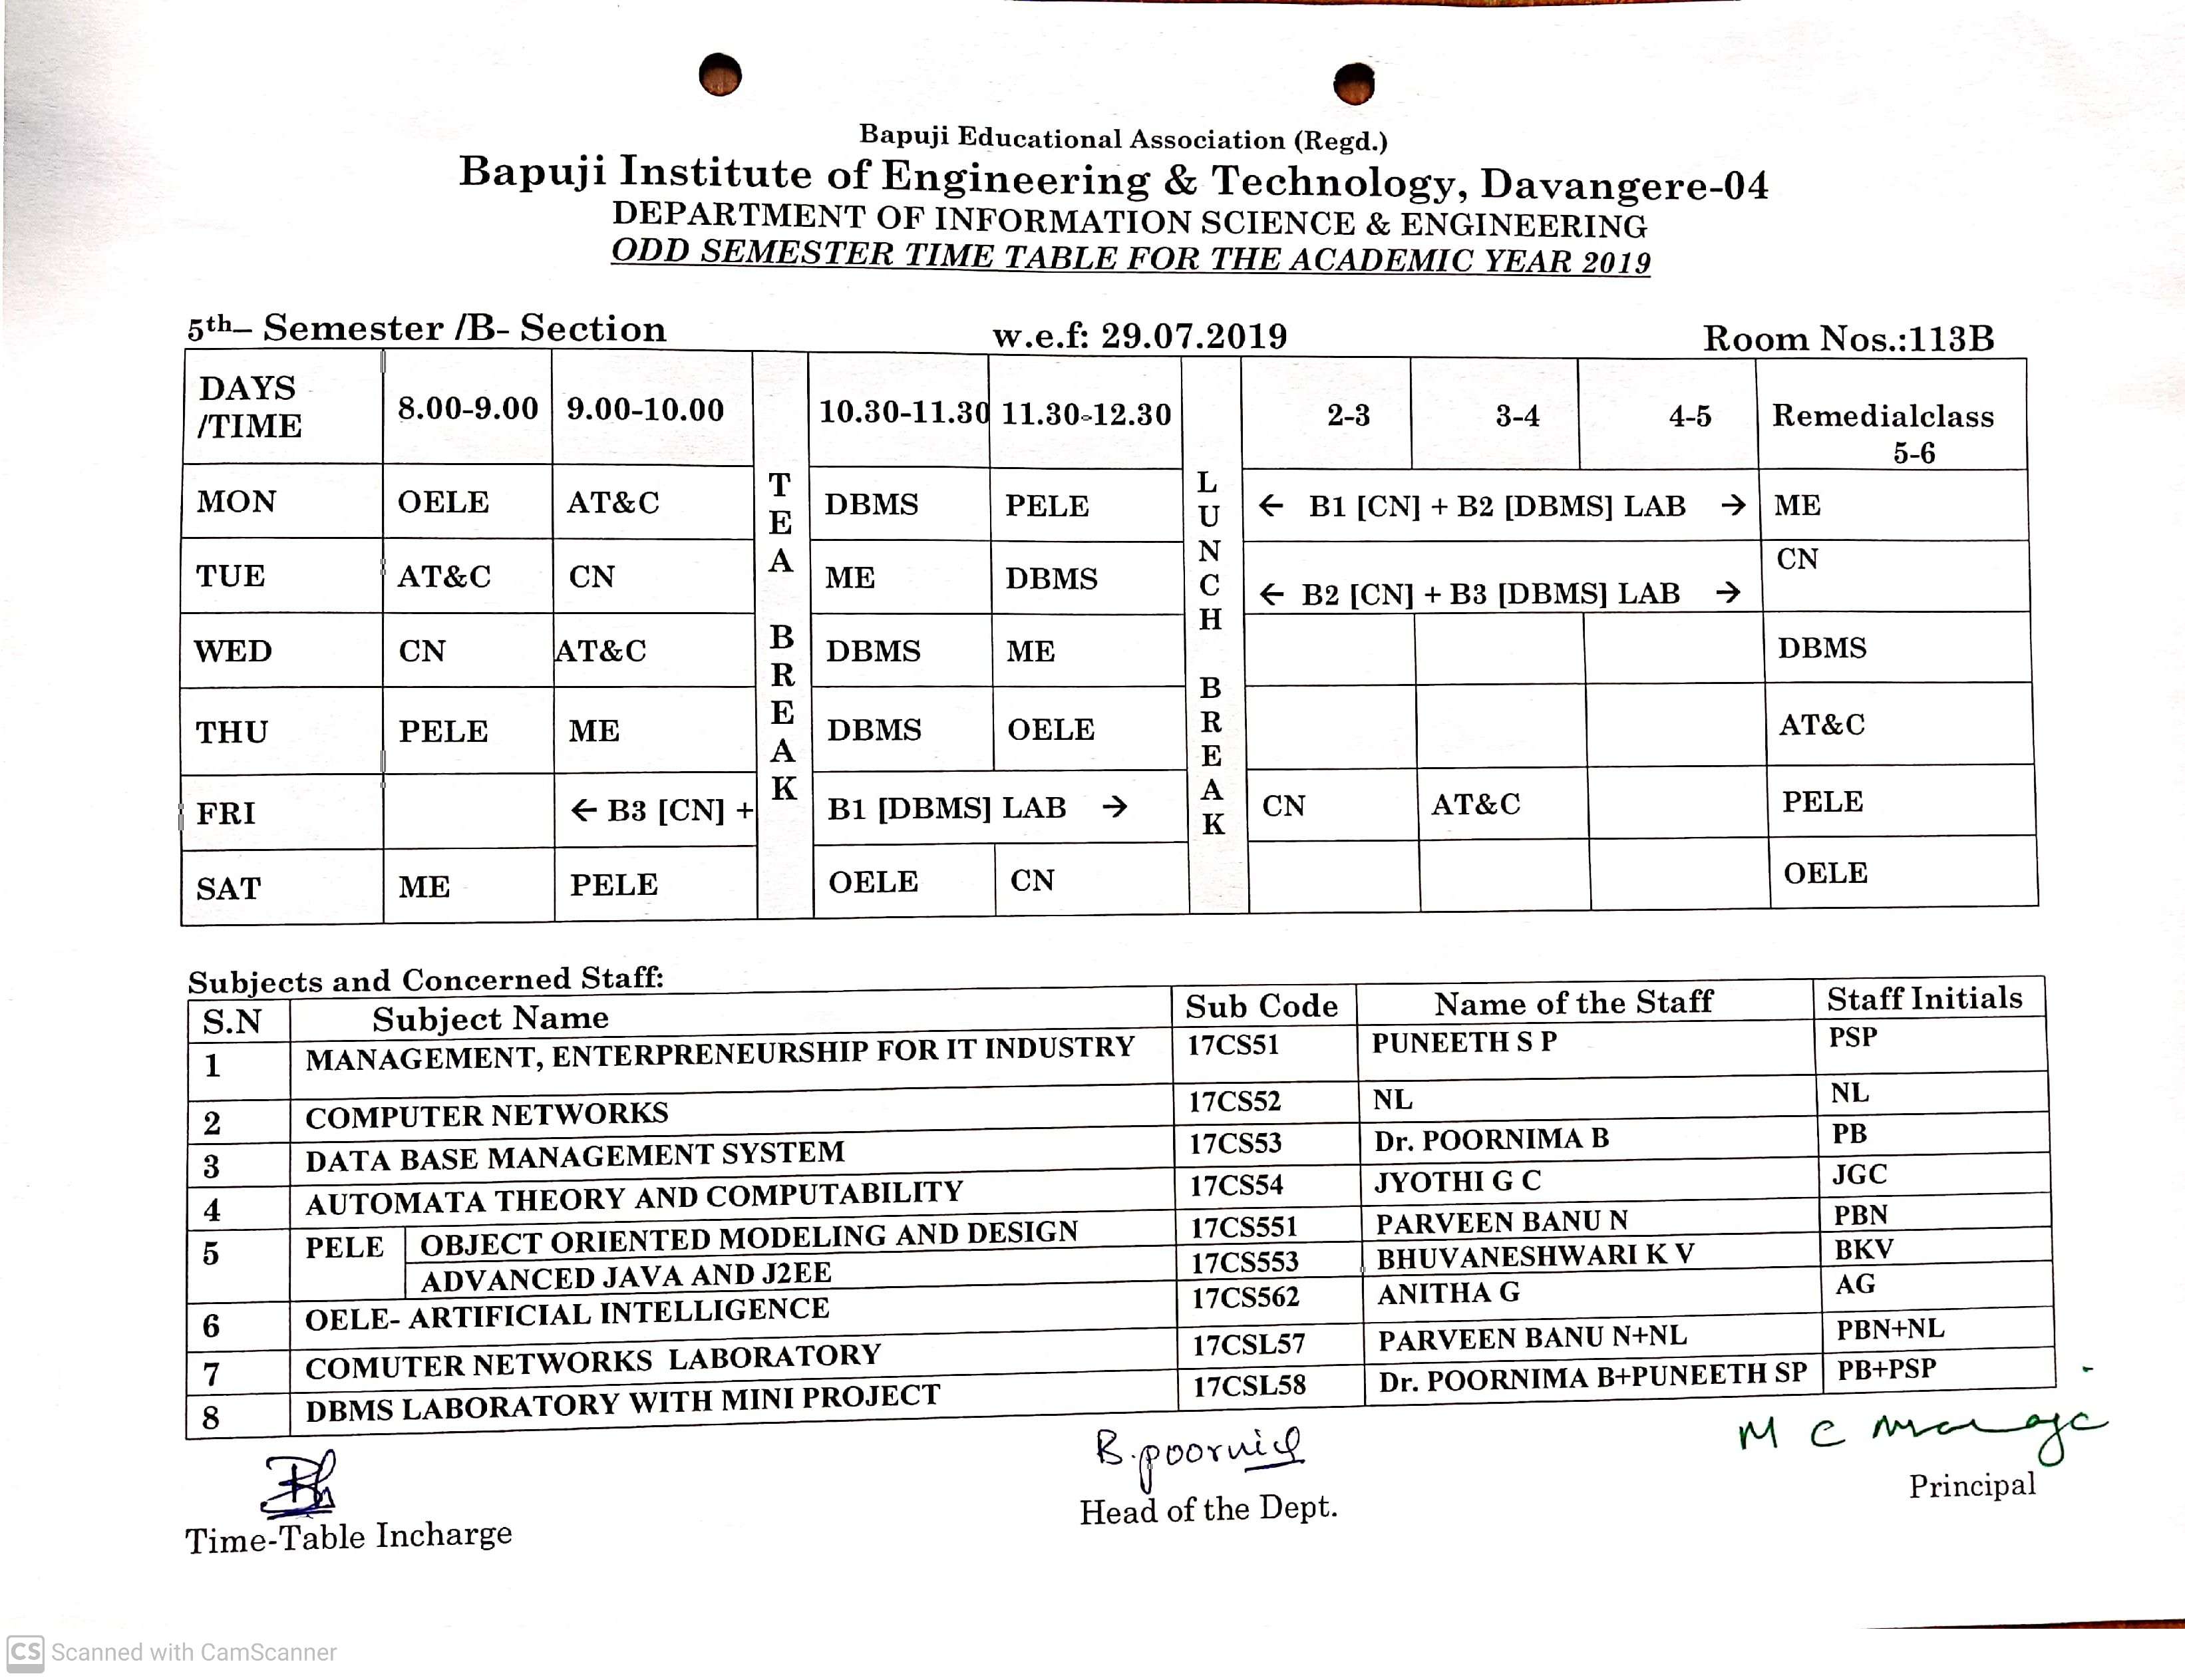 Bapuji Educational Association (Regd.)
Bapuji Institute of Engineering & Technology, Davangere-04
DEPARTMENT OF INFORMATION SCIENCE & ENGINEERING
ODD SEMESTER TIME TABLE FOR THE ACADEMIC YEAR 2019
5th– Semester /B- Section w.e.f: 29.07.2019 Room Nos.:113B
DAYS /TIME 8.00-9.00 9.00-10.00 TEA BREAK 10.30-11.30 11.30-12.30 LUNCH BREAK 2-3 3-4 4-5 Remedialclass 5-6
MON OELE AT&C DBMS PELE ← B1 [CN] + B2 [DBMS] LAB → ME
TUE AT&C CN ME DBMS ← B2 [CN] + B3 [DBMS] LAB → CN
WED CN AT&C DBMS ME DBMS
THU PELE ME DBMS OELE AT&C
FRI ← B3 [CN] + B1 [DBMS] LAB → CN AT&C PELE
SAT ME PELE OELE CN OELE
Subjects and Concerned Staff:
S.N Subject Name Sub Code Name of the Staff Staff Initials
1 MANAGEMENT, ENTERPRENEURSHIP FOR IT INDUSTRY 17CS51 PUNEETH S P PSP
2 COMPUTER NETWORKS 17CS52 NL NL
3 DATA BASE MANAGEMENT SYSTEM 17CS53 Dr. POORNIMA B PB
4 AUTOMATA THEORY AND COMPUTABILITY 17CS54 JYOTHI G C JGC
5 PELE OBJECT ORIENTED MODELING AND DESIGN 17CS551 PARVEEN BANU N PBN
ADVANCED JAVA AND J2EE 17CS553 BHUVANESHWARI K V BKV
6 OELE- ARTIFICIAL INTELLIGENCE 17CS562 ANITHA G AG
7 COMUTER NETWORKS LABORATORY 17CSL57 PARVEEN BANU N+NL PBN+NL
8 DBMS LABORATORY WITH MINI PROJECT 17CSL58 Dr. POORNIMA B+PUNEETH SP PB+PSP
Time-Table Incharge
Head of the Dept.
Principal
CS Scanned with CamScanner